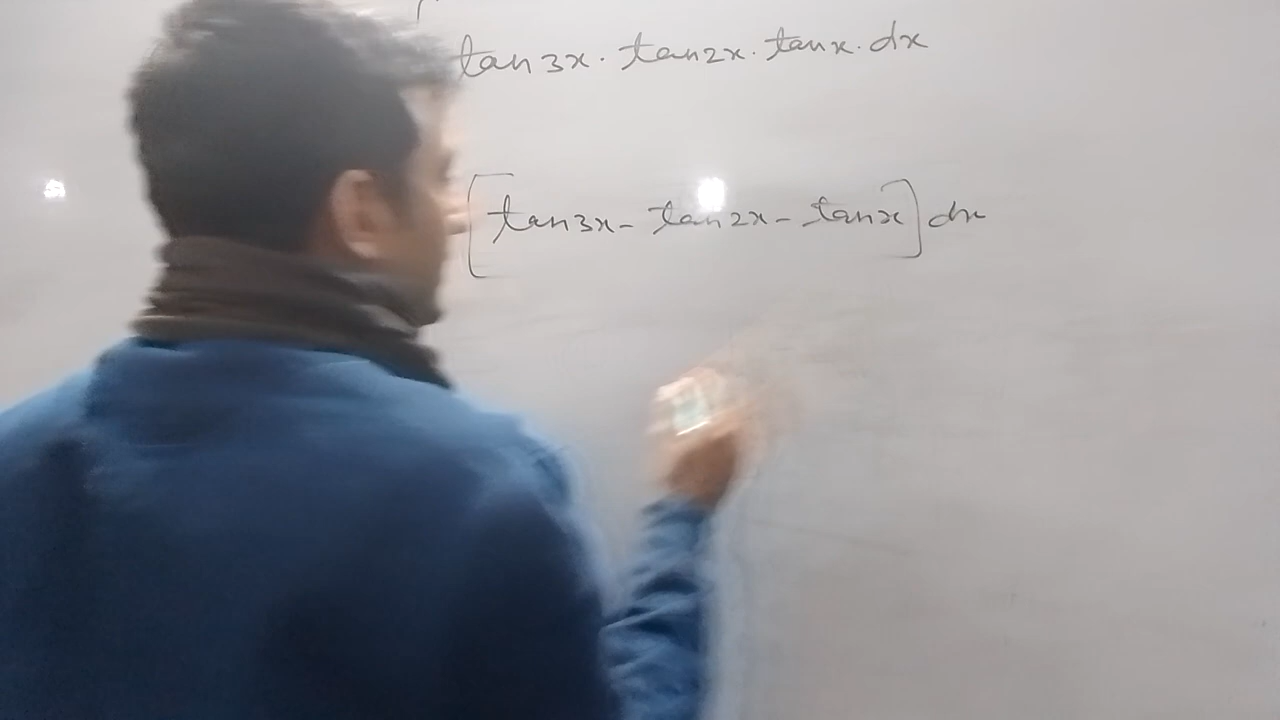 tan3x. tan2x. tanx. dx
[tan3x - tan2x - tanx] dx